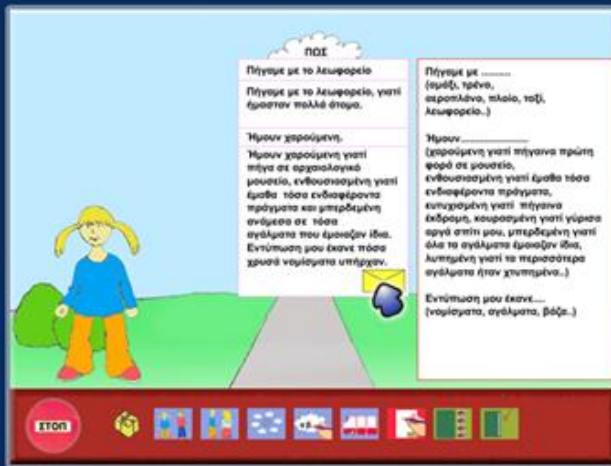 ΠΩΣ
Πήγαμε με το λεωφορείο
Πήγαμε με το λεωφορείο, γιατί
ήμασταν πολλά άτομα.
Ήμουν χαρούμενη.
Ήμουν χαρούμενη γιατί
πήγα σε αρχαιολογικό
μουσείο, ενθουσιασμένη γιατί
έμαθα τόσα ενδιαφέροντα
πράγματα και μπερδεμένη
ανάμεσα σε τόσα
αγάλματα που έμοιαζαν ίδια.
Εντύπωση μου έκανε πόσα
χρυσά νομίσματα υπήρχαν.
Πήγαμε με .........
(αμάξι, τρένο,
αεροπλάνο, πλοίο, ταξί,
λεωφορείο..)
Ήμουν.....................
(χαρούμενη γιατί πήγαινα πρώτη
φορά σε μουσείο,
ενθουσιασμένη γιατί έμαθα τόσα
ενδιαφέροντα πράγματα,
ευτυχισμένη γιατί πήγαινα
εκδρομή, κουρασμένη γιατί γύρισα
αργά σπίτι μου, μπερδεμένη γιατί
όλα τα αγάλματα έμοιαζαν ίδια,
λυπημένη γιατί τα περισσότερα
αγάλματα ήταν χτυπημένα..)
Εντύπωση μου έκανε....
(νομίσματα, αγάλματα, βάζα..)
ΣΤΟΠ